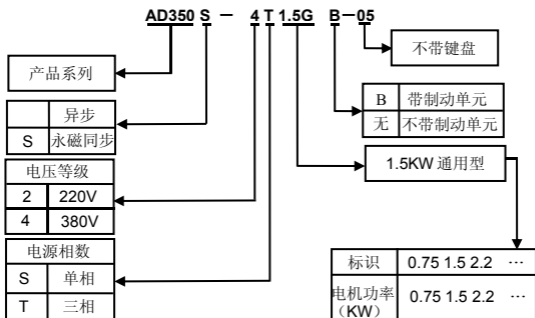 AD350 S － 4 T 1.5G B－05
不带键盘
产品系列
B 带制动单元
无 不带制动单元
异步
S 永磁同步
1.5KW 通用型
电压等级
2 220V
4 380V
电源相数
S 单相
T 三相
标识 0.75 1.5 2.2 …
电机功率
（KW） 0.75 1.5 2.2 …